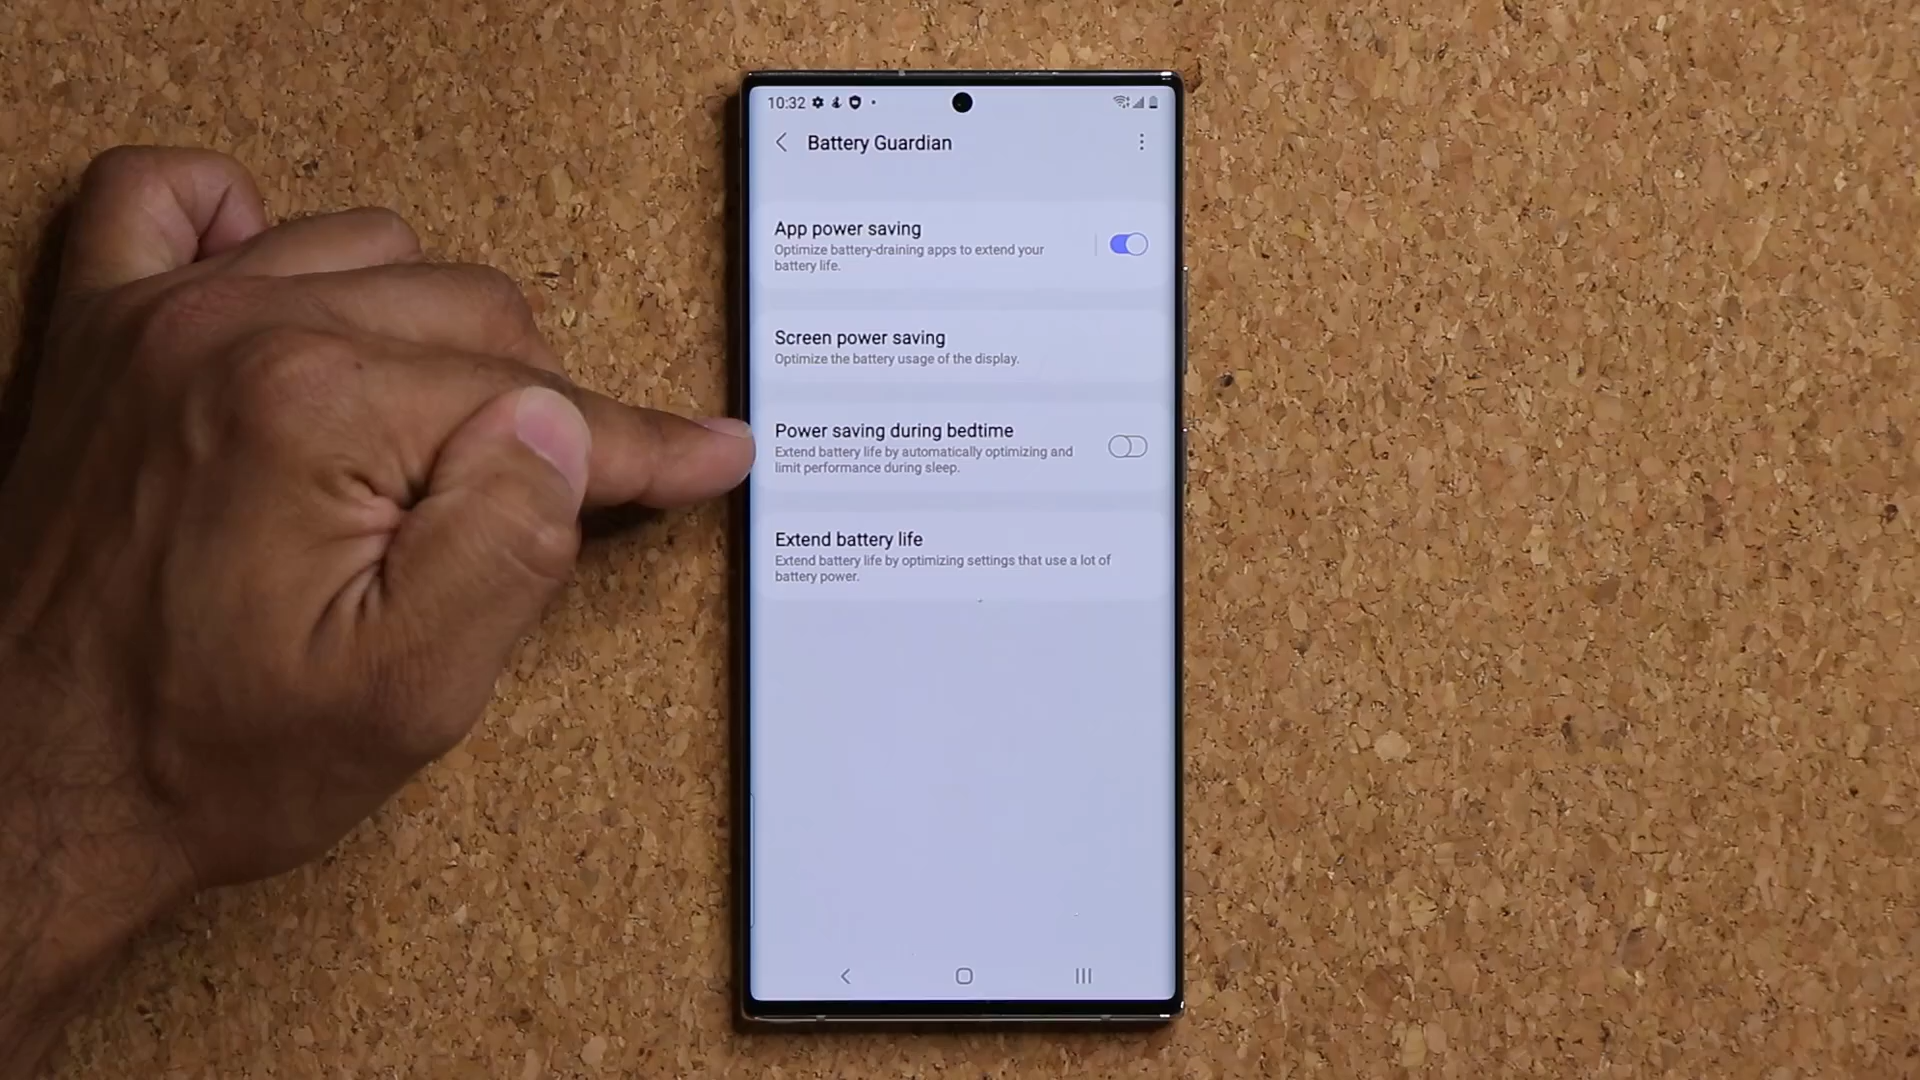 10:32
Battery Guardian
App power saving
Optimize battery-draining apps to extend your
battery life.
Screen power saving
Optimize the battery usage of the display.
Power saving during bedtime
Extend battery life by automatically optimizing and
limit performance during sleep.
Extend battery life
Extend battery life by optimizing settings that use a lot of
battery power.